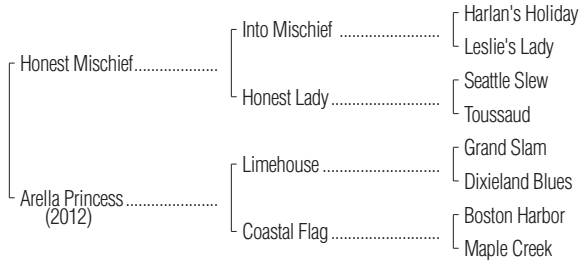 Harlan's Holiday
Into Mischief ....................
Leslie's Lady
Honest Mischief.................
Seattle Slew
Honest Lady......................
Toussaud
Grand Slam
Limehouse ........................
Dixieland Blues
Arella Princess...................
(2012)
Boston Harbor
Coastal Flag ......................
Maple Creek